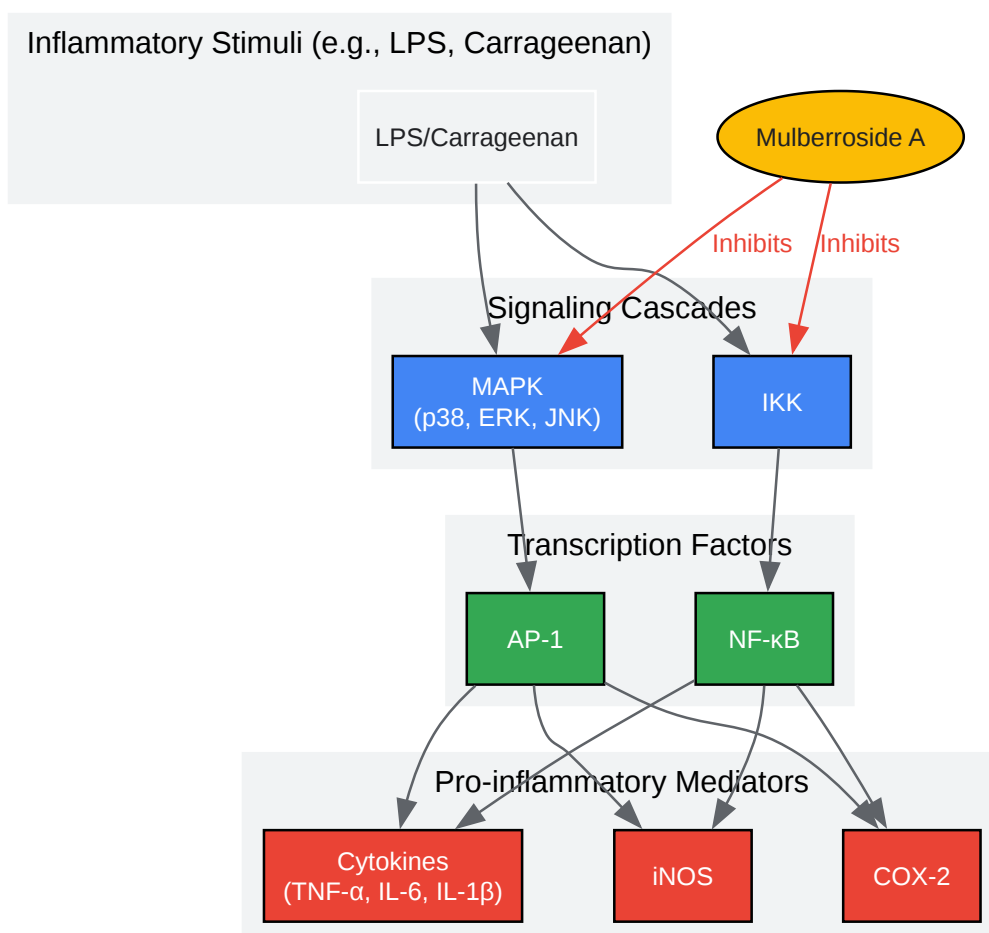 Inflammatory Stimuli (e.g., LPS, Carrageenan)
LPS/Carrageenan
Mulberroside A
Inhibits
Inhibits
Signaling Cascades
MAPK
(p38, ERK, JNK)
IKK
Transcription Factors
AP-1
NF-κB
Pro-inflammatory Mediators
Cytokines
(TNF-α, IL-6, IL-1β)
iNOS
COX-2